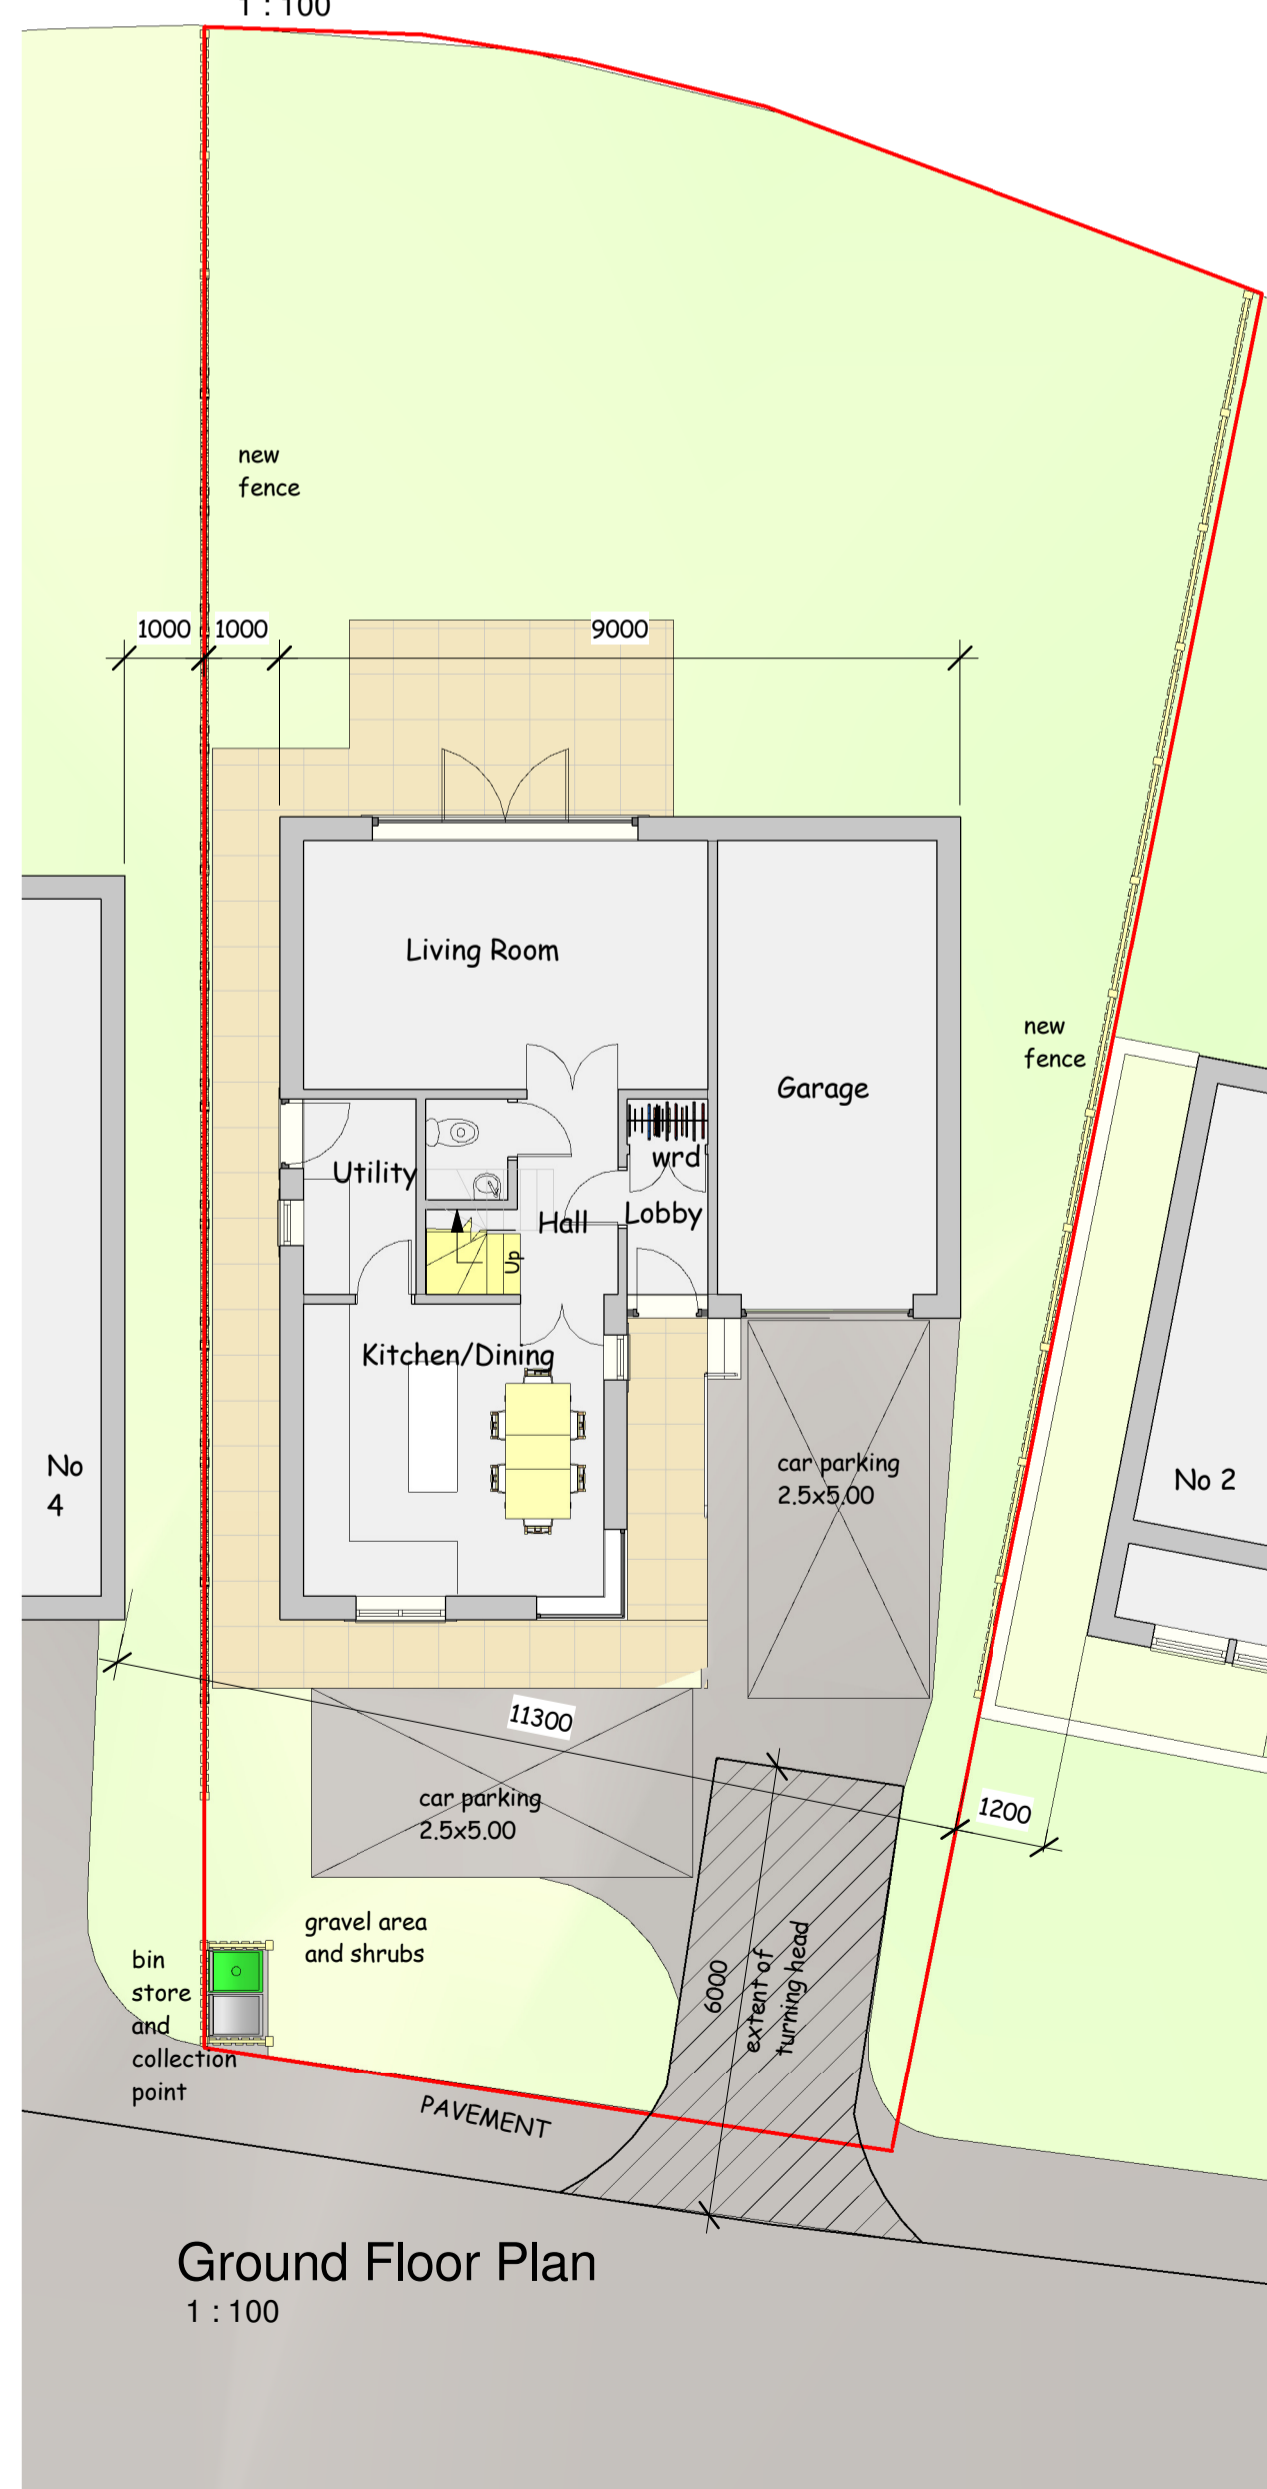 1 : 100
new
fence
1000
1000
9000
Living Room
new
fence
Garage
wrd
Utility
Lobby
Hall
Up
Kitchen/Dining
car parking
2.5x5.00
No
4
No 2
11300
car parking
2.5x5.00
1200
gravel area
and shrubs
6000
extent of
turning head
bin
store
and
collection
point
PAVEMENT
Ground Floor Plan
1 : 100